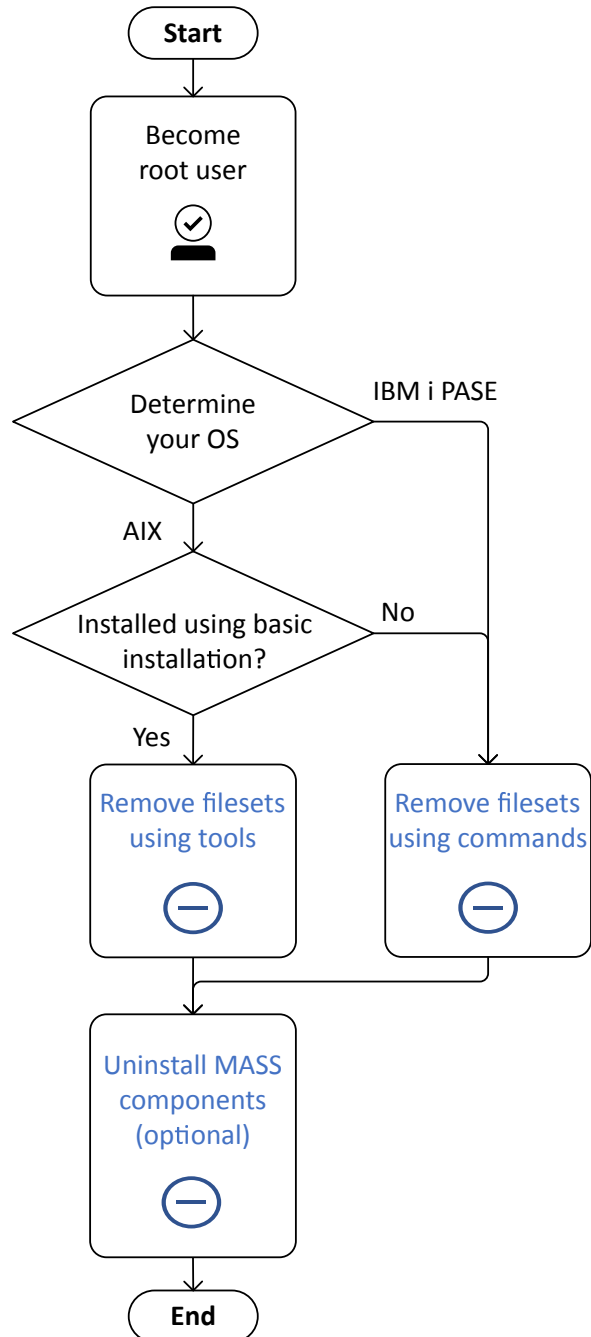 Start
Become
root user
Determine
your OS
IBM i PASE
AIX
Installed using basic
installation?
No
Yes
Remove filesets
using tools
Remove filesets
using commands
Uninstall MASS
components
(optional)
End